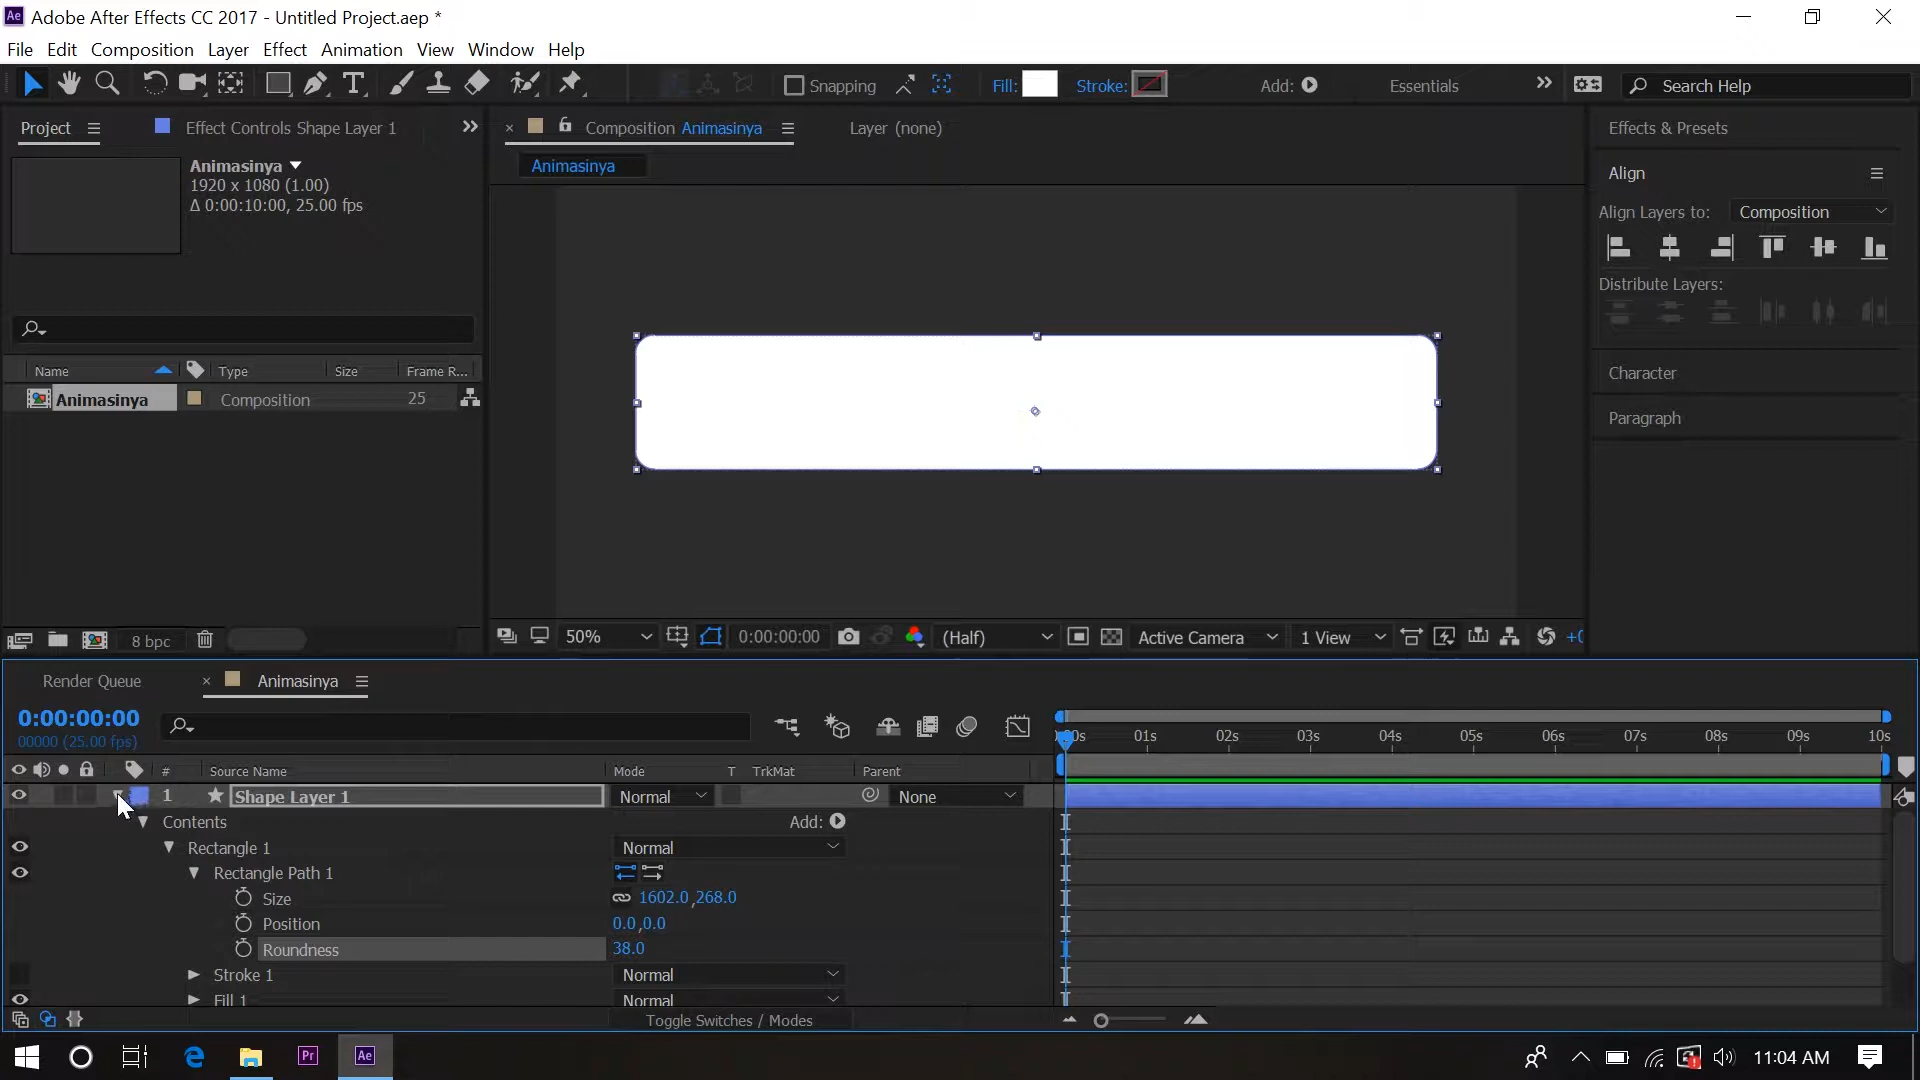 Adobe After Effects CC 2017 - Untitled Project.aep *
File Edit Composition Layer Effect Animation View Window Help
Snapping Fill: Stroke: Add: Essentials Search Help
Project Effect Controls Shape Layer 1 Composition Animasinya Layer (none) Effects & Presets
Animasinya
1920 x 1080 (1.00)
Δ 0:00:10:00, 25.00 fps
Animasinya
Align
Align Layers to: Composition
Distribute Layers:
Character
Paragraph
Name Type Size Frame R...
Animasinya Composition 25
8 bpc 50% 0:00:00:00 (Half) Active Camera 1 View +0
Render Queue Animasinya
0:00:00:00
00000 (25.00 fps)
00s 01s 02s 03s 04s 05s 06s 07s 08s 09s 10s
# Source Name Mode T TrkMat Parent
1 Shape Layer 1 Normal None
Contents Add:
Rectangle 1 Normal
Rectangle Path 1
Size 1602.0,268.0
Position 0.0,0.0
Roundness 38.0
Stroke 1 Normal
Fill 1 Normal
Toggle Switches / Modes
Pr Ae 11:04 AM